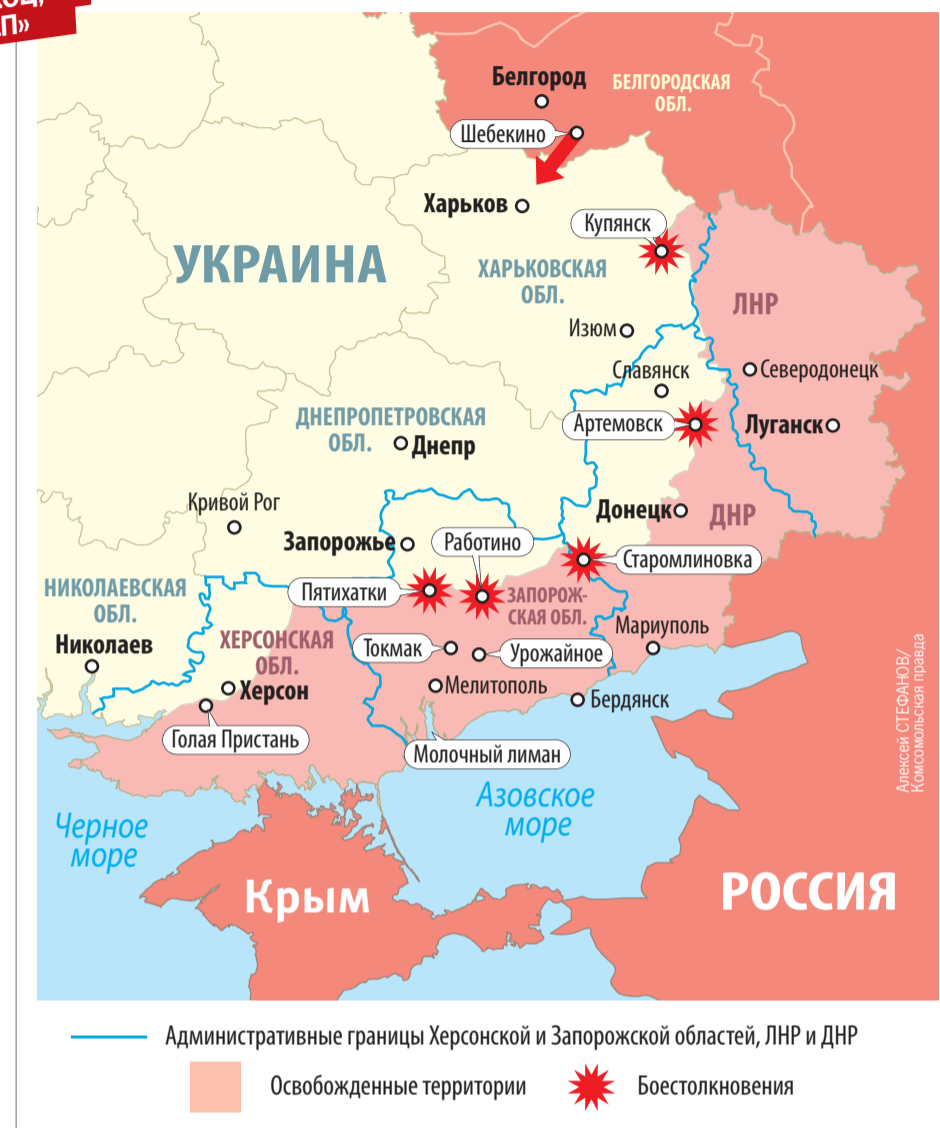 П»
Белгород
БЕЛГОРОДСКАЯ
ОБЛ.
Шебекино
Харьков
Купянск
УКРАИНА
ХАРЬКОВСКАЯ
ОБЛ.
ЛНР
Изюм
Славянск
Северодонецк
ДНЕПРОПЕТРОВСКАЯ
ОБЛ.
Днепр
Артемовск
Луганск
Кривой Рог
Донецк
ДНР
Запорожье
Работино
Старомлиновка
НИКОЛАЕВСКАЯ
ОБЛ.
Пятихатки
ЗАПОРОЖ-
СКАЯ ОБЛ.
Николаев
ХЕРСОНСКАЯ
ОБЛ.
Мариуполь
Токмак
Урожайное
Херсон
Мелитополь
Бердянск
Голая Пристань
Молочный лиман
Алексей СТЕФАНОВ/
Комсомольская правда
Азовское
море
Черное
море
Крым
РОССИЯ
Административные границы Херсонской и Запорожской областей, ЛНР и ДНР
Освобожденные территории
Боестолкновения